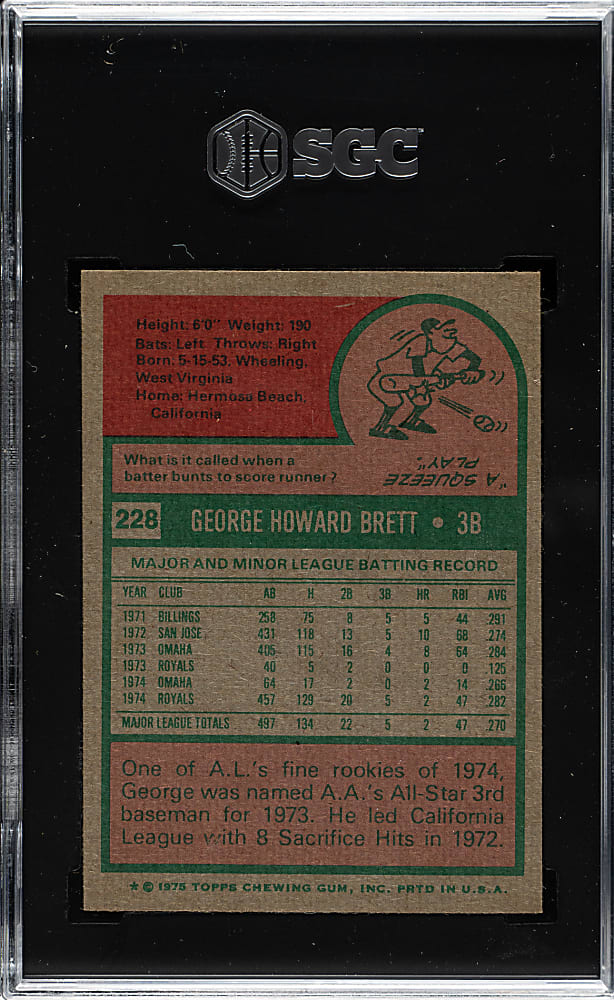 SGC
Height: 6'0" Weight: 190
Bats: Left Throws: Right
Born: 5-15-53, Wheeling,
West Virginia
Home: Hermosa Beach,
California
What is it called when a
batter bunts to score runner?
"A SQUEEZE
PLAY".
228 GEORGE HOWARD BRETT • 3B
MAJOR AND MINOR LEAGUE BATTING RECORD
YEAR CLUB AB H 2B 3B HR RBI AVG
1971 BILLINGS 258 75 8 5 5 44 .291
1972 SAN JOSE 431 118 13 5 10 68 .274
1973 OMAHA 405 115 16 4 8 64 .284
1973 ROYALS 40 5 2 0 0 0 .125
1974 OMAHA 64 17 2 0 2 14 .266
1974 ROYALS 457 129 20 5 2 47 .282
MAJOR LEAGUE TOTALS 497 134 22 5 2 47 .270
One of A.L.'s fine rookies of 1974,
George was named A.A.'s All-Star 3rd
baseman for 1973. He led California
League with 8 Sacrifice Hits in 1972.
* © 1975 TOPPS CHEWING GUM, INC. PRTD IN U.S.A.